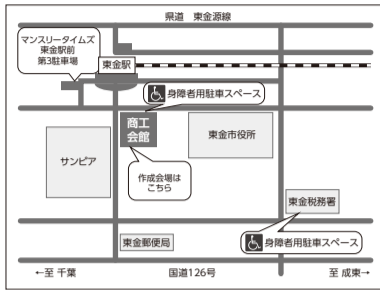 県道　東金源線
マンスリータイムズ
東金駅前
第3駐車場
東金駅
身障者用駐車スペース
商工
会館
東金市役所
サンピア
作成会場は
こちら
東金税務署
東金郵便局
身障者用駐車スペース
←至 千葉
国道126号
至 成東→